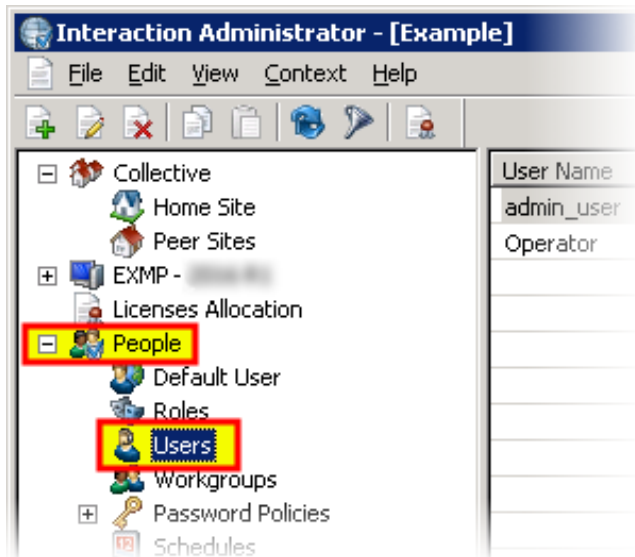 Interaction Administrator - [Example]
File Edit View Context Help
Collective
Home Site
Peer Sites
EXMP -
Licenses Allocation
People
Default User
Roles
Users
Workgroups
Password Policies
Schedules
User Name
admin_user
Operator